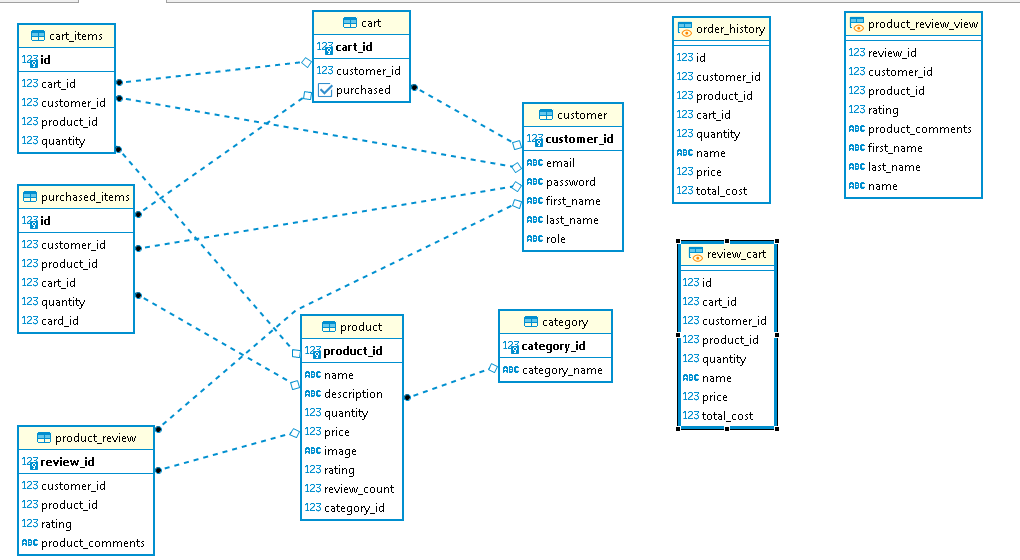 cart_items
123 id
123 cart_id
123 customer_id
123 product_id
123 quantity
cart
123 cart_id
123 customer_id
purchased
customer
123 customer_id
ABC email
ABC password
ABC first_name
ABC last_name
ABC role
order_history
123 id
123 customer_id
123 product_id
123 cart_id
123 quantity
ABC name
123 price
123 total_cost
product_review_view
123 review_id
123 customer_id
123 product_id
123 rating
ABC product_comments
ABC first_name
ABC last_name
ABC name
purchased_items
123 id
123 customer_id
123 product_id
123 cart_id
123 quantity
123 card_id
product
123 product_id
ABC name
ABC description
123 quantity
123 price
ABC image
123 rating
123 review_count
123 category_id
category
123 category_id
ABC category_name
review_cart
123 id
123 cart_id
123 customer_id
123 product_id
123 quantity
ABC name
123 price
123 total_cost
product_review
123 review_id
123 customer_id
123 product_id
123 rating
ABC product_comments